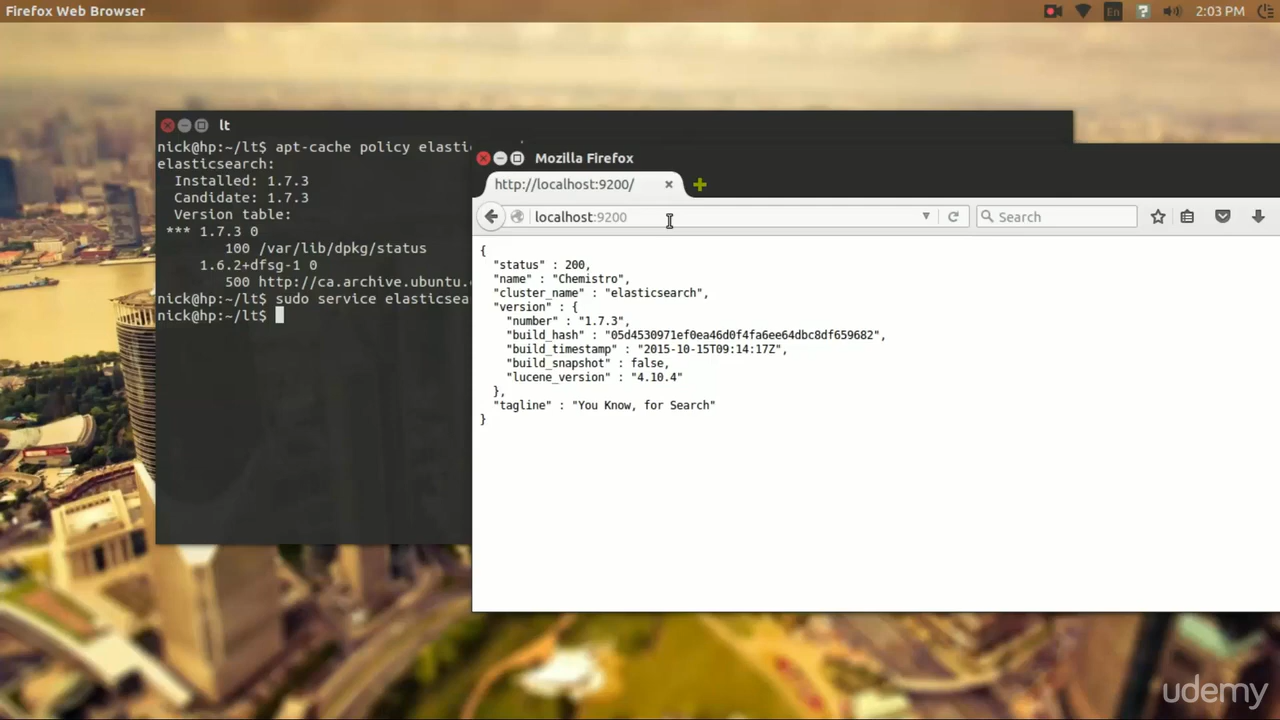 Firefox Web Browser
En
2:03 PM
lt
nick@hp:~/lt$ apt-cache policy elastic
elasticsearch:
Installed: 1.7.3
Candidate: 1.7.3
Version table:
*** 1.7.3 0
100 /var/lib/dpkg/status
1.6.2+dfsg-1 0
500 http://ca.archive.ubuntu.c
nick@hp:~/lt$ sudo service elasticsear
nick@hp:~/lt$
Mozilla Firefox
http://localhost:9200/
localhost:9200
Search
{
"status" : 200,
"name" : "Chemistro",
"cluster_name" : "elasticsearch",
"version" : {
"number" : "1.7.3",
"build_hash" : "05d4530971ef0ea46d0f4fa6ee64dbc8df659682",
"build_timestamp" : "2015-10-15T09:14:17Z",
"build_snapshot" : false,
"lucene_version" : "4.10.4"
},
"tagline" : "You Know, for Search"
}
udemy